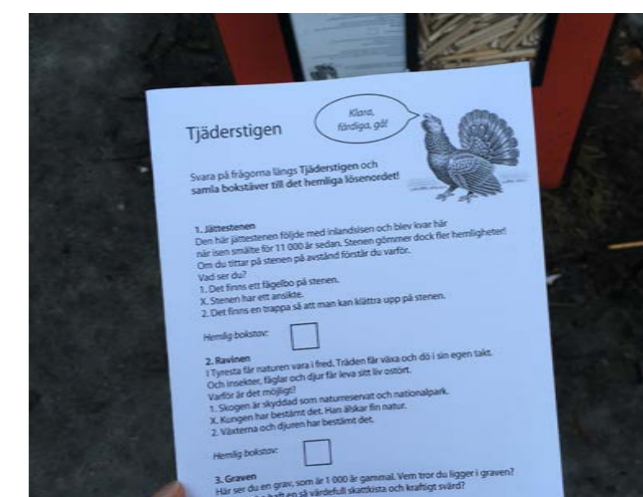 Tjäderstigen
Klara,
färdiga, gå!
Svara på frågorna längs Tjäderstigen och
samla bokstäver till det hemliga lösenordet!
1. Jättestenen
Den här jättestenen följde med inlandsisen och blev kvar här
när isen smälte för 11 000 år sedan. Stenen gömmer dock fler hemligheter!
Om du tittar på stenen på avstånd förstår du varför.
Vad ser du?
1. Det finns ett fågelbo på stenen.
X. Stenen har ett ansikte.
2. Det finns en trappa så att man kan klättra upp på stenen.
Hemlig bokstav:
2. Ravinen
I Tyresta får naturen vara i fred. Träden får växa och dö i sin egen takt.
Och insekter, fåglar och djur får leva sitt liv ostört.
Varför är det möjligt?
1. Skogen är skyddad som naturreservat och nationalpark.
X. Kungen har bestämt det. Han älskar fin natur.
2. Växterna och djuren har bestämt det.
Hemlig bokstav:
3. Graven
Här ser du en grav, som är 1 000 år gammal. Vem tror du ligger i graven?
haft en så värdefull skattkista och kraftigt svärd?